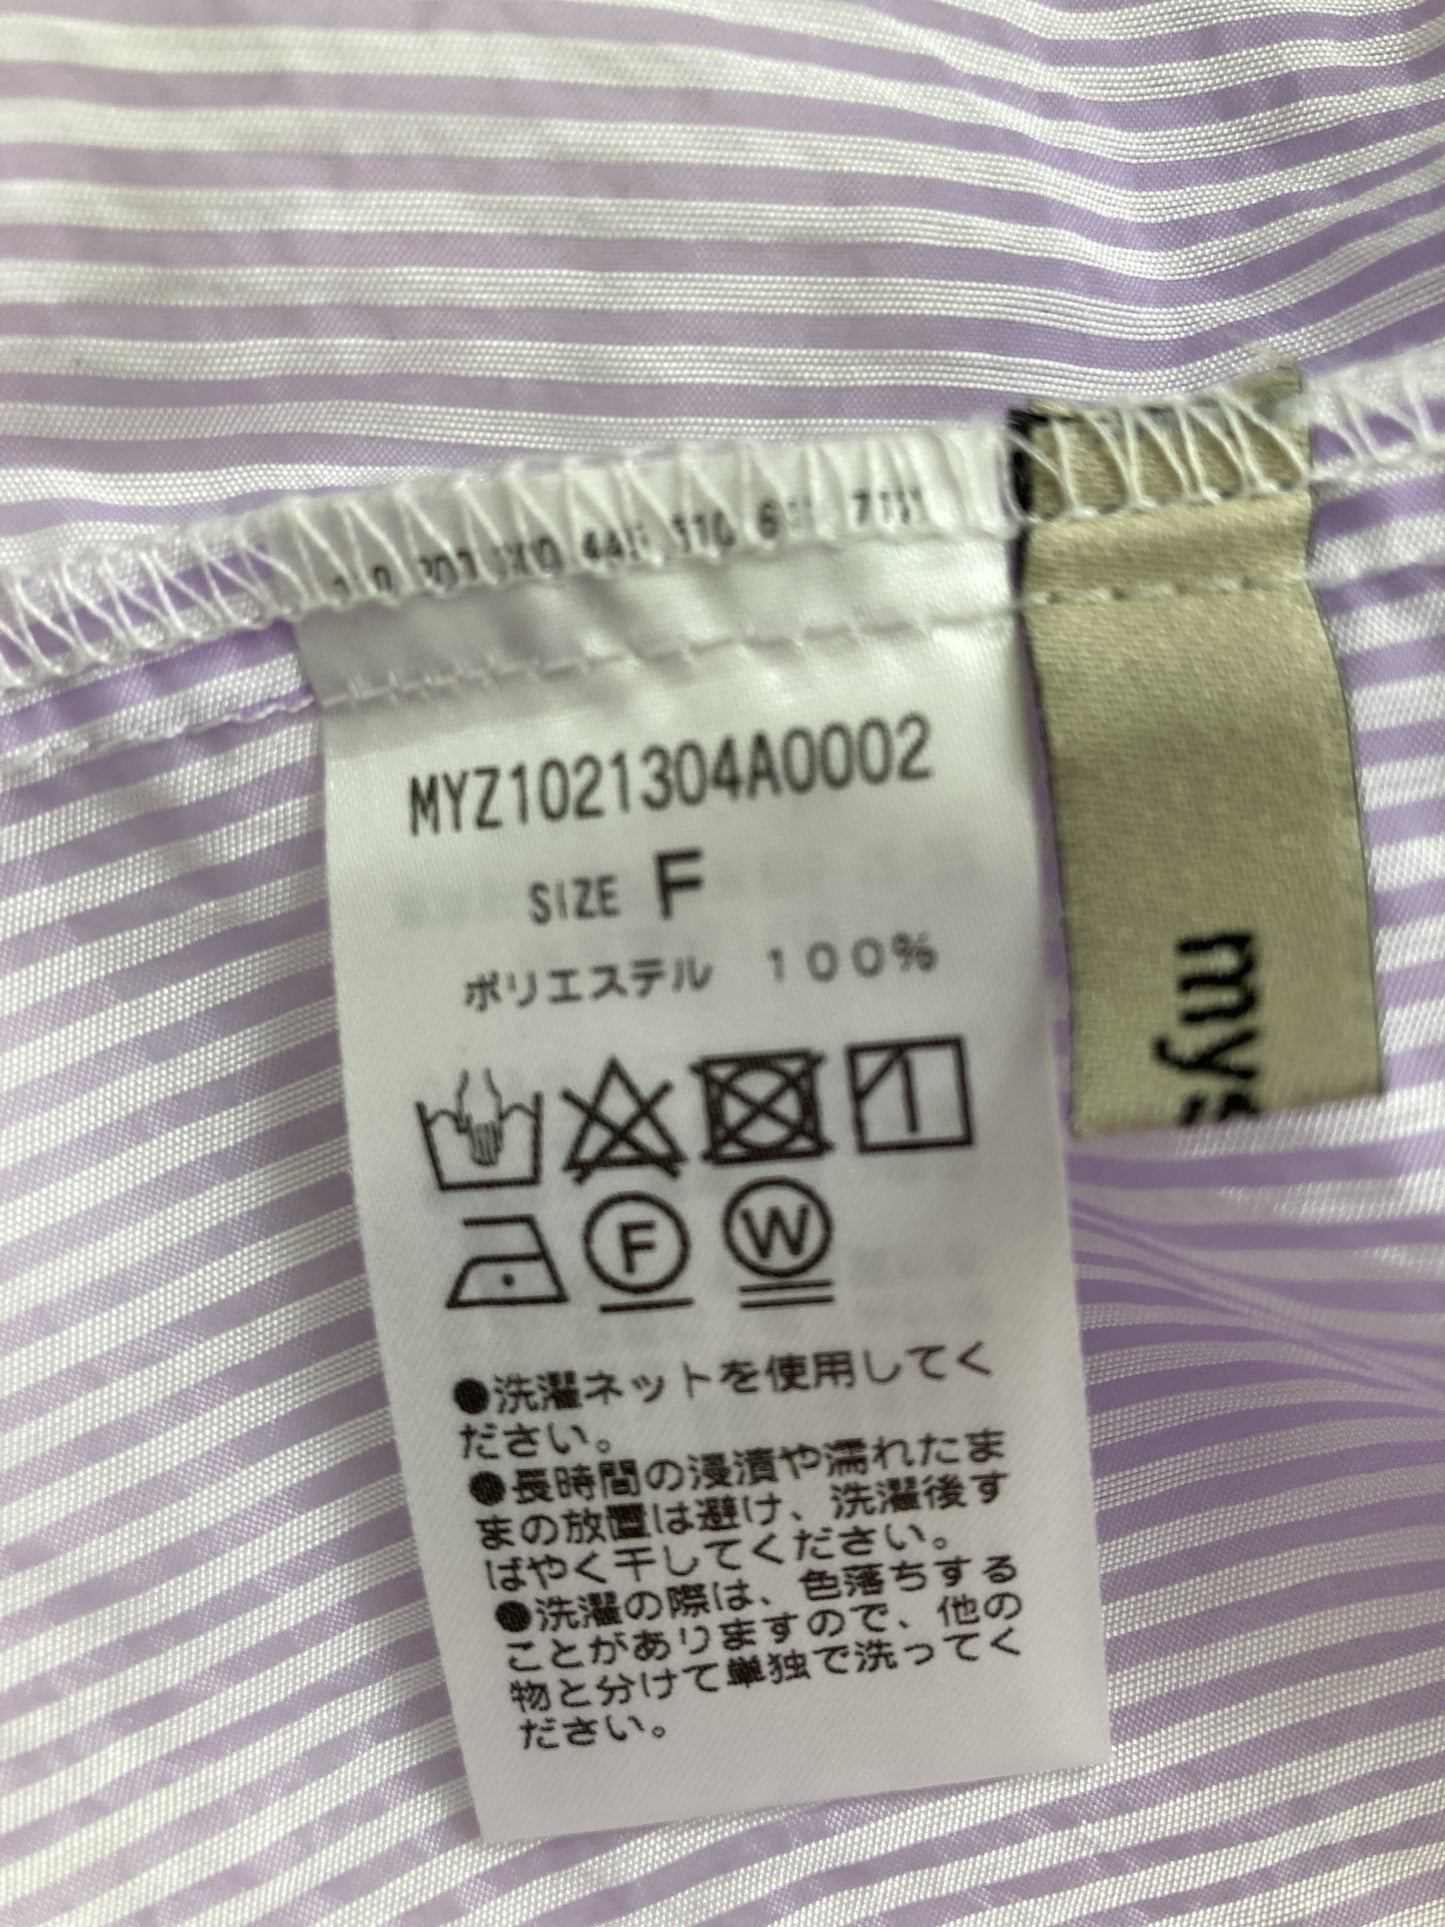 MYZ1021304A0002
SIZE F
ポリエステル 100%
F W
●洗濯ネットを使用してく
ださい。
●長時間の浸漬や濡れたま
まの放置は避け、洗濯後す
ばやく干してください。
●洗濯の際は、色落ちする
ことがありますので、他の
物と分けて単独で洗ってく
ださい。
mys